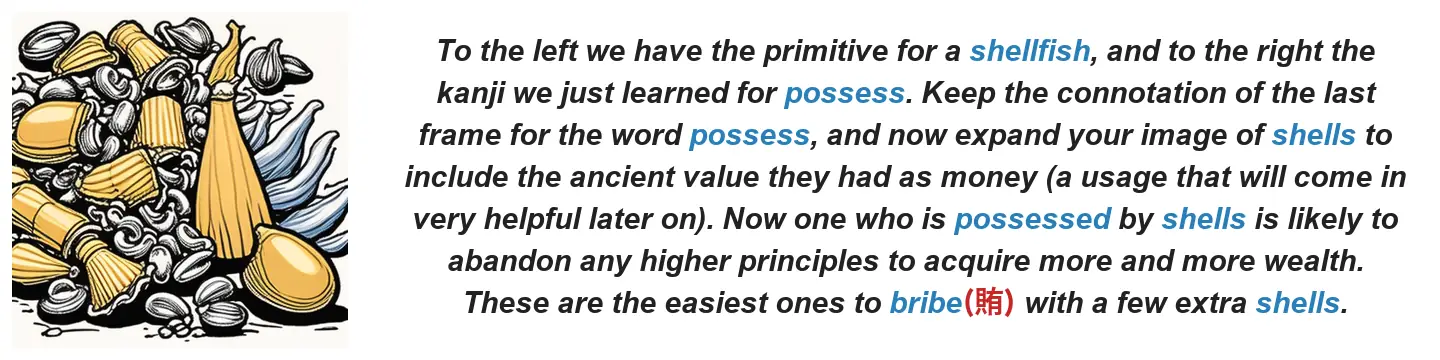 To the left we have the primitive for a shellfish, and to the right the
kanji we just learned for possess. Keep the connotation of the last
frame for the word possess, and now expand your image of shells to
include the ancient value they had as money (a usage that will come in
very helpful later on). Now one who is possessed by shells is likely to
abandon any higher principles to acquire more and more wealth.
These are the easiest ones to bribe(賄) with a few extra shells.